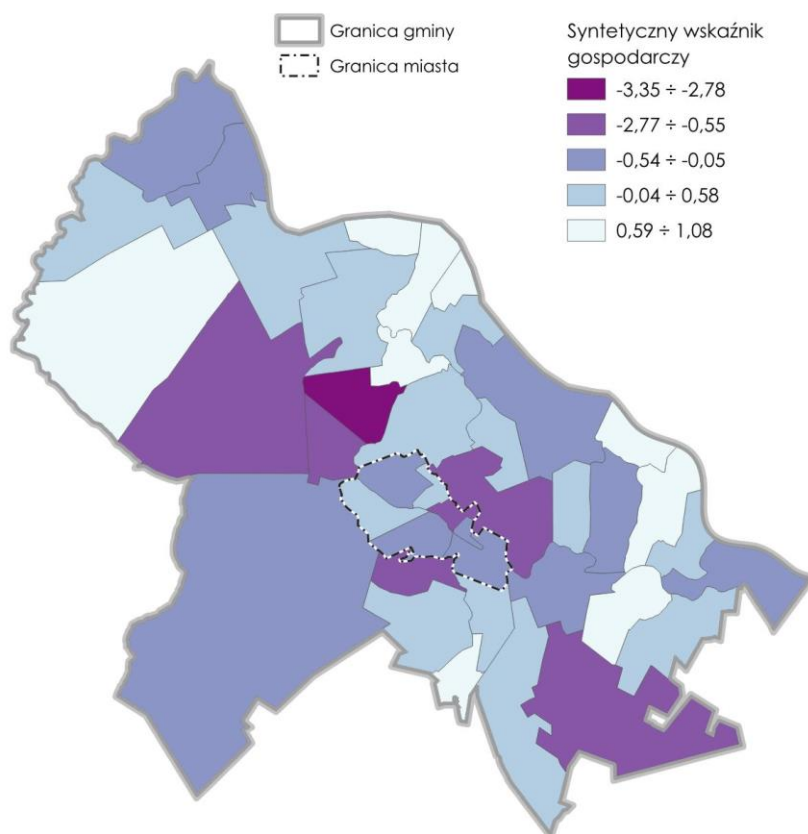 Granica gminy
Granica miasta
Syntetyczny wskaźnik
gospodarczy
-3,35 ÷ -2,78
-2,77 ÷ -0,55
-0,54 ÷ -0,05
-0,04 ÷ 0,58
0,59 ÷ 1,08